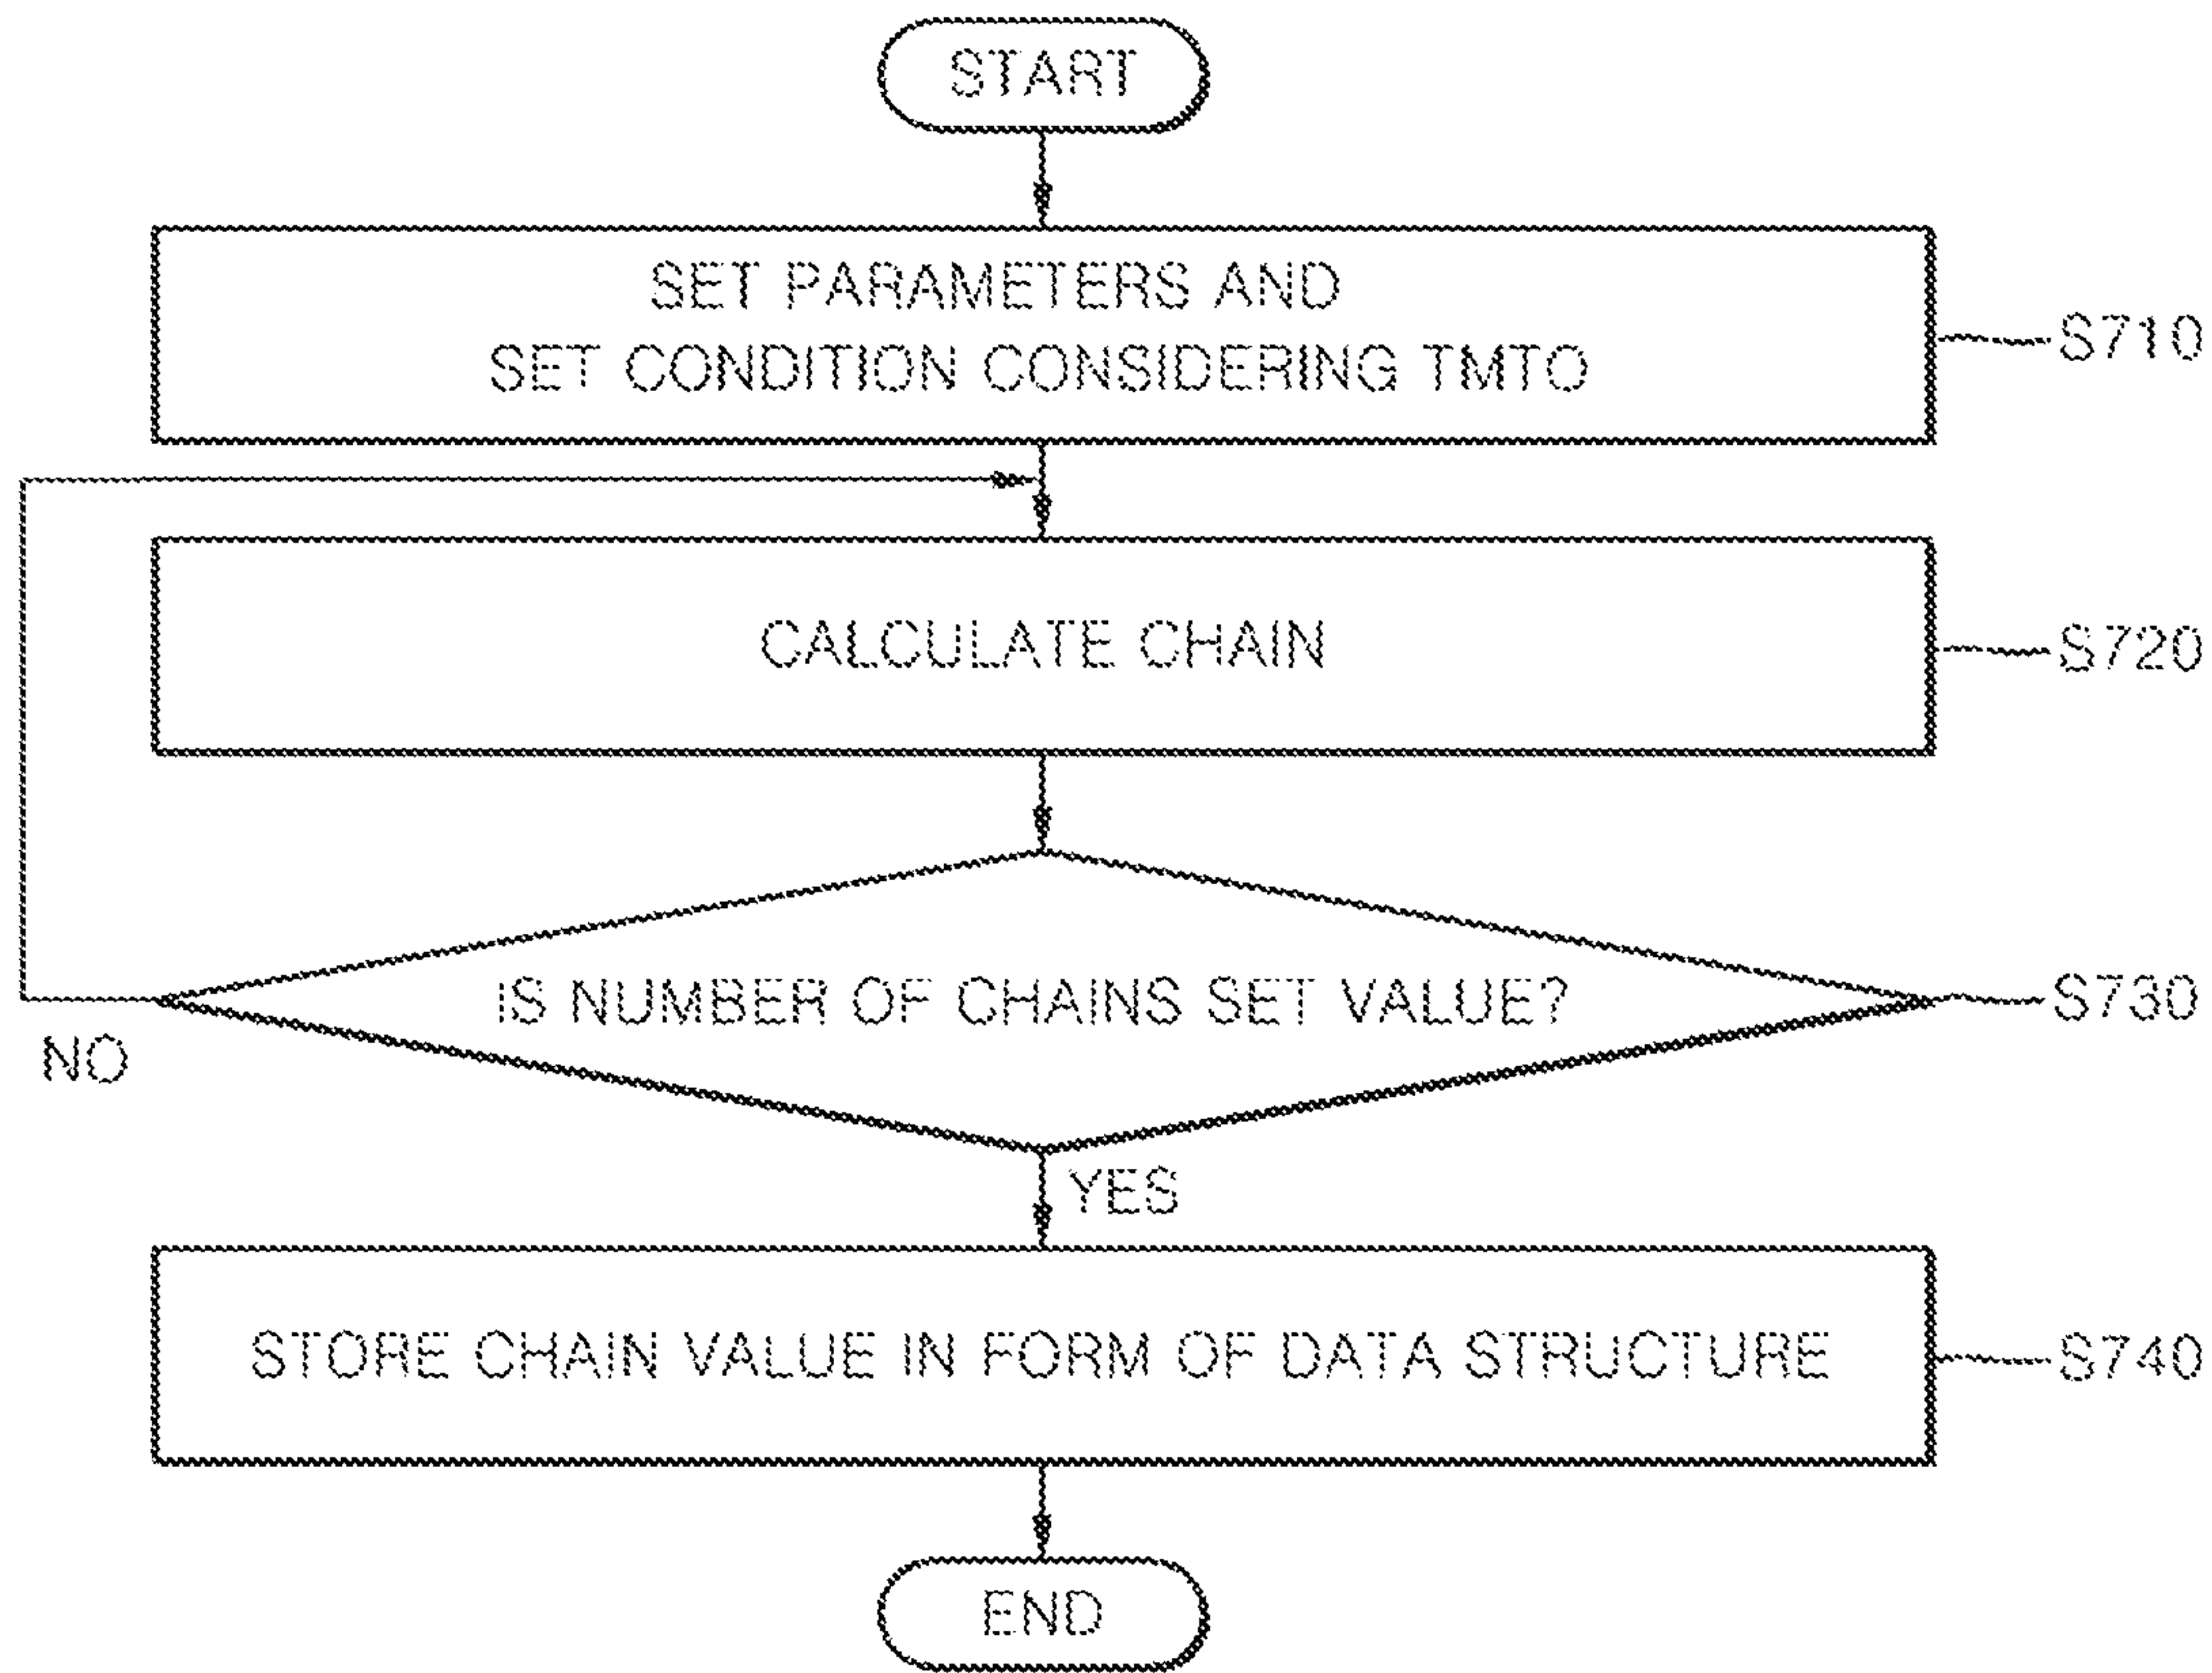 START
SET PARAMETERS AND
SET CONDITION CONSIDERING TMTO
S710
CALCULATE CHAIN
S720
IS NUMBER OF CHAINS SET VALUE?
S730
NO
YES
STORE CHAIN VALUE IN FORM OF DATA STRUCTURE
S740
END